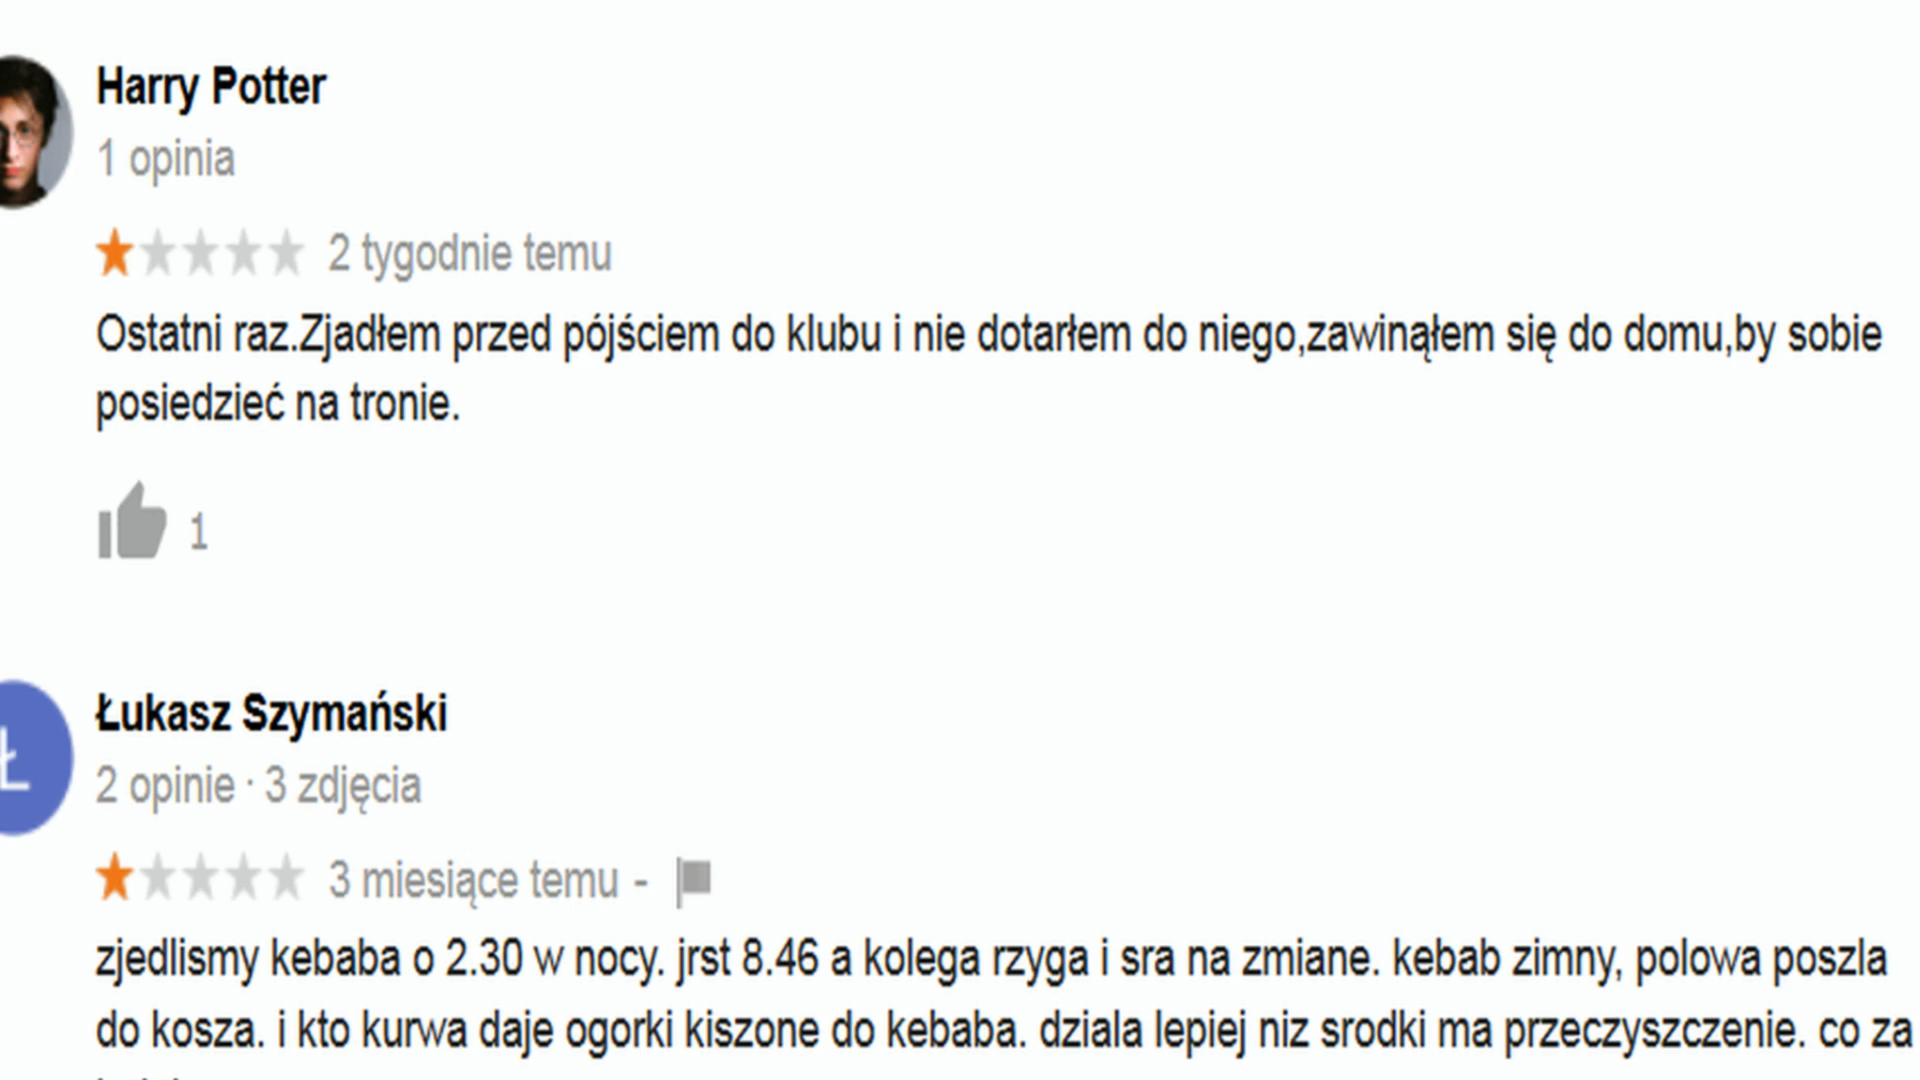 Harry Potter
1 opinia
2 tygodnie temu
Ostatni raz.Zjadłem przed pójściem do klubu i nie dotarłem do niego,zawinąłem się do domu,by sobie
posiedzieć na tronie.
1
Łukasz Szymański
Ł
2 opinie · 3 zdjęcia
3 miesiące temu -
zjedlismy kebaba o 2.30 w nocy. jrst 8.46 a kolega rzyga i sra na zmiane. kebab zimny, polowa poszla
do kosza. i kto kurwa daje ogorki kiszone do kebaba. dziala lepiej niz srodki ma przeczyszczenie. co za